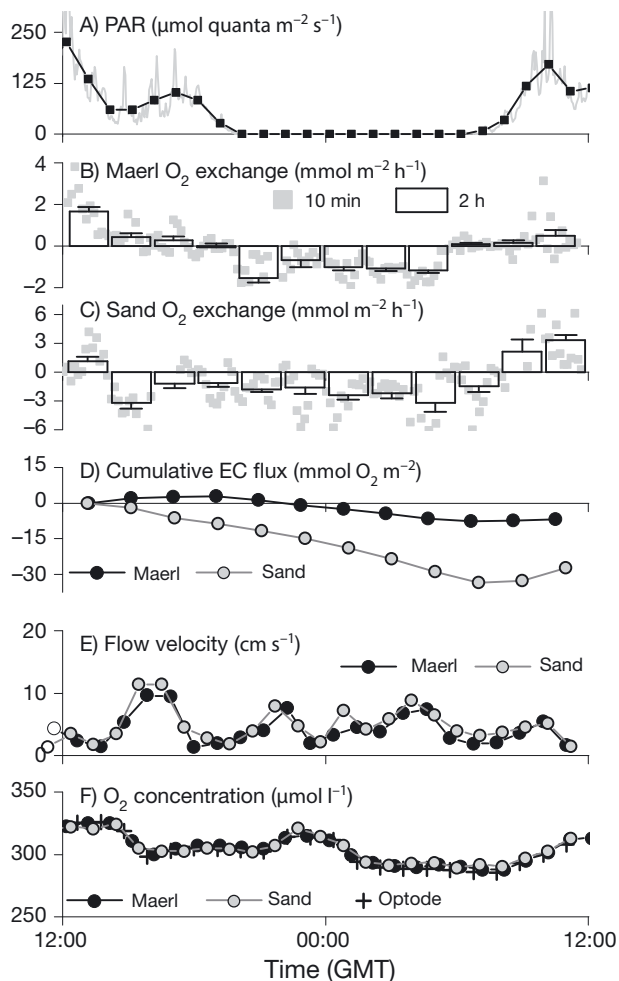 A) PAR (µmol quanta m⁻² s⁻¹)
250
125
0
B) Maerl O₂ exchange (mmol m⁻² h⁻¹)
10 min
2 h
4
2
0
−2
C) Sand O₂ exchange (mmol m⁻² h⁻¹)
6
3
0
−3
−6
D) Cumulative EC flux (mmol O₂ m⁻²)
15
0
−15
−30
Maerl
Sand
E) Flow velocity (cm s⁻¹)
Maerl
Sand
20
10
0
F) O₂ concentration (µmol l⁻¹)
350
300
250
Maerl
Sand
Optode
12:00 00:00 12:00
Time (GMT)